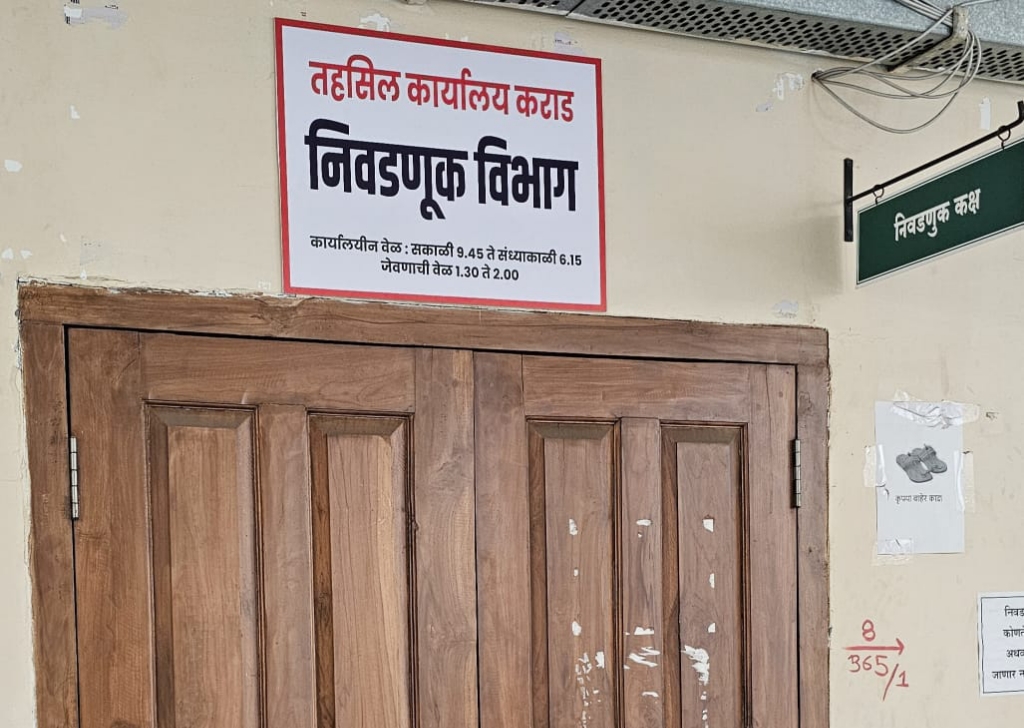 तहसिल कार्यालय कराड
निवडणूक विभाग
कार्यालयीन वेळ : सकाळी 9.45 ते संध्याकाळी 6.15
जेवणाची वेळ 1.30 ते 2.00
निवडणुक कक्ष
कृपया बाहेर काढा
8
365/1
जाणार